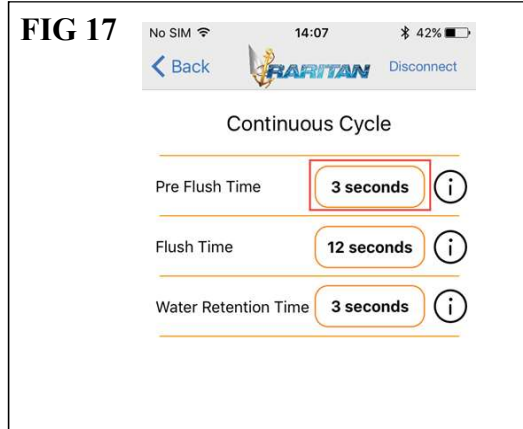 FIG 17
No SIM 14:07 42%
Back RARITAN Disconnect
Continuous Cycle
Pre Flush Time 3 seconds i
Flush Time 12 seconds i
Water Retention Time 3 seconds i